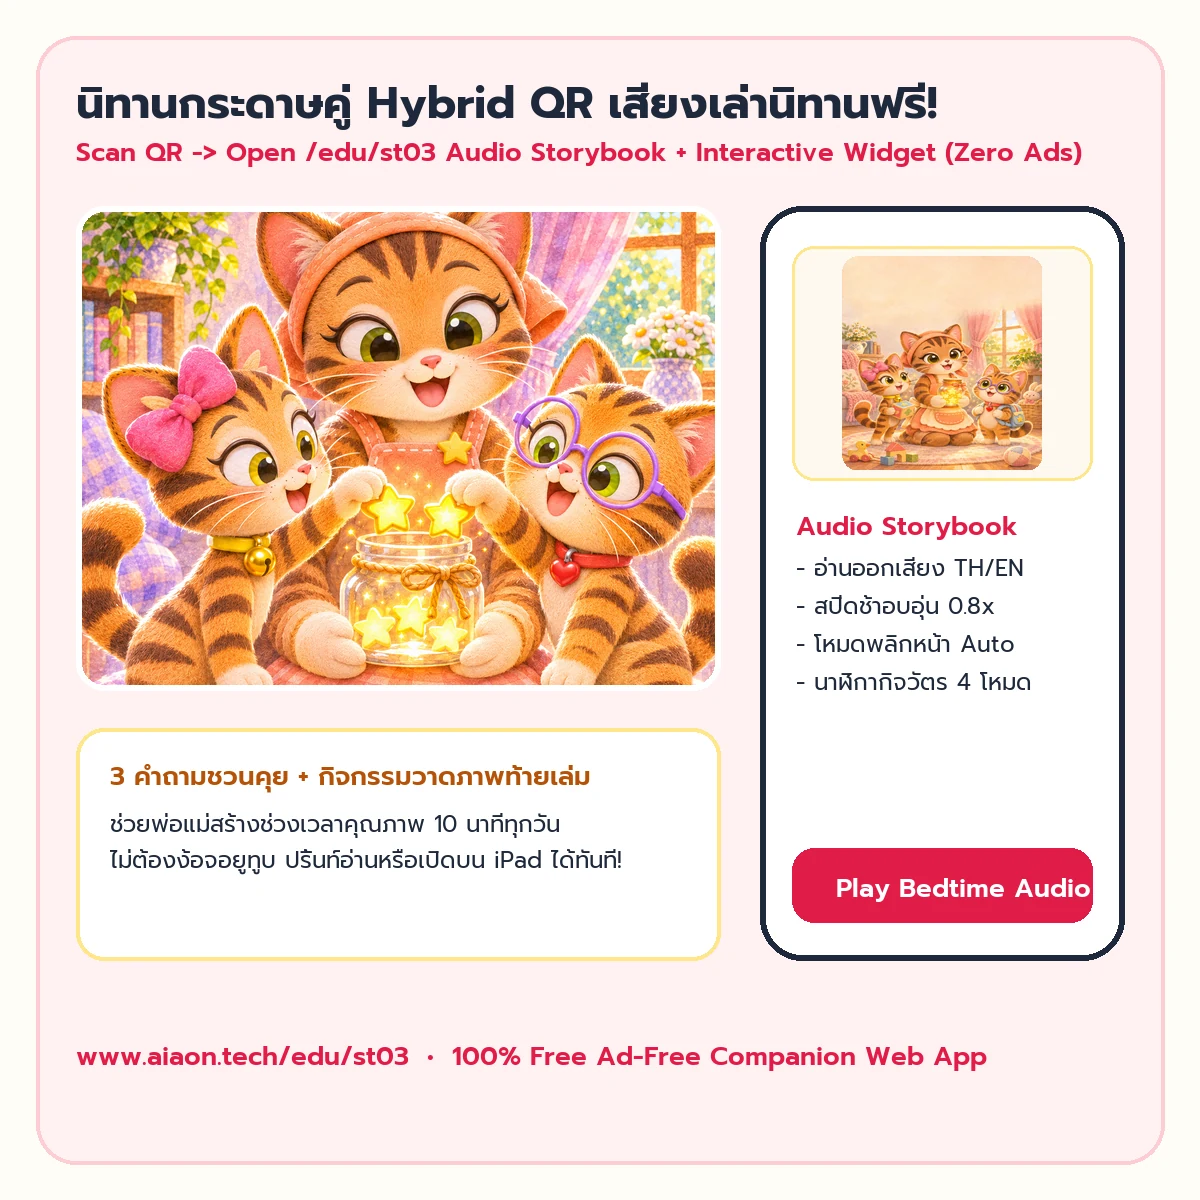 นิทานกระดาษคู่ Hybrid QR เสียงเล่านิทานฟรี!
Scan QR -> Open /edu/st03 Audio Storybook + Interactive Widget (Zero Ads)
Audio Storybook
- อ่านออกเสียง TH/EN
- สปีดช้าอบอุ่น 0.8x
- โหมดพลิกหน้า Auto
- นาฬิกากิจวัตร 4 โหมด
Play Bedtime Audio
3 คำถามชวนคุย + กิจกรรมวาดภาพท้ายเล่ม
ช่วยพ่อแม่สร้างช่วงเวลาคุณภาพ 10 นาทีทุกวัน
ไม่ต้องง้อจอยูทูบ ปริ้นท์อ่านหรือเปิดบน iPad ได้ทันที!
www.aiaon.tech/edu/st03 · 100% Free Ad-Free Companion Web App